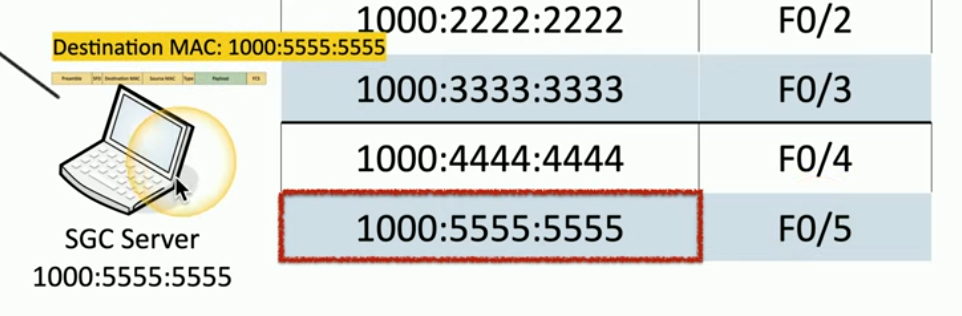 1000:2222:2222 F0/2
Destination MAC: 1000:5555:5555
Preamble SFD Destination MAC Source MAC Type Payload FCS
1000:3333:3333 F0/3
1000:4444:4444 F0/4
1000:5555:5555 F0/5
SGC Server
1000:5555:5555